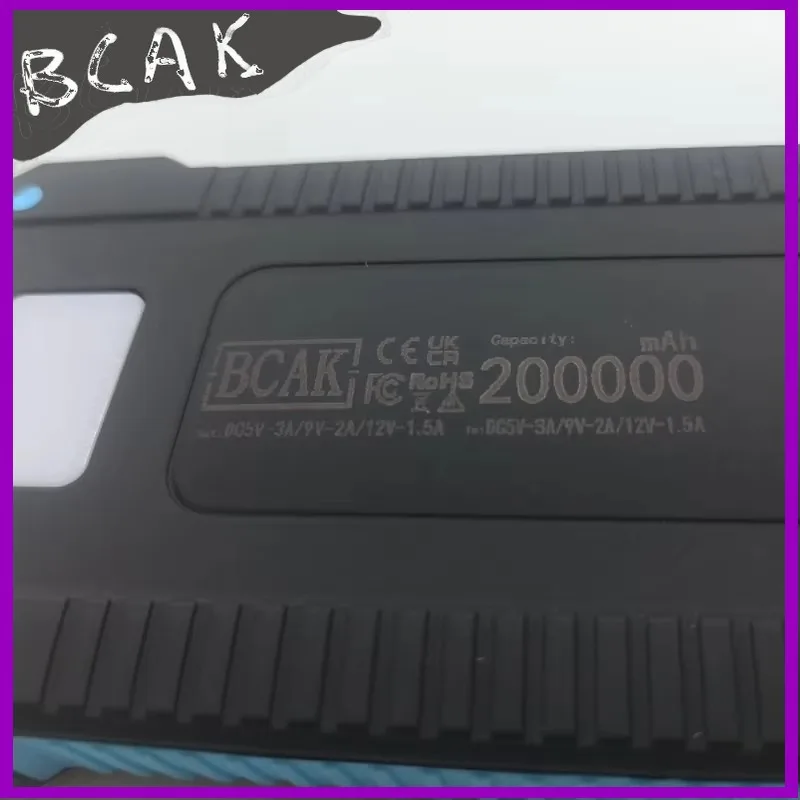 BCAK
Capacity: mAh
BCAK CE UK CA
FC RoHS 200000
DC5V-3A/9V-2A/12V-1.5A DC5V-3A/9V-2A/12V-1.5A